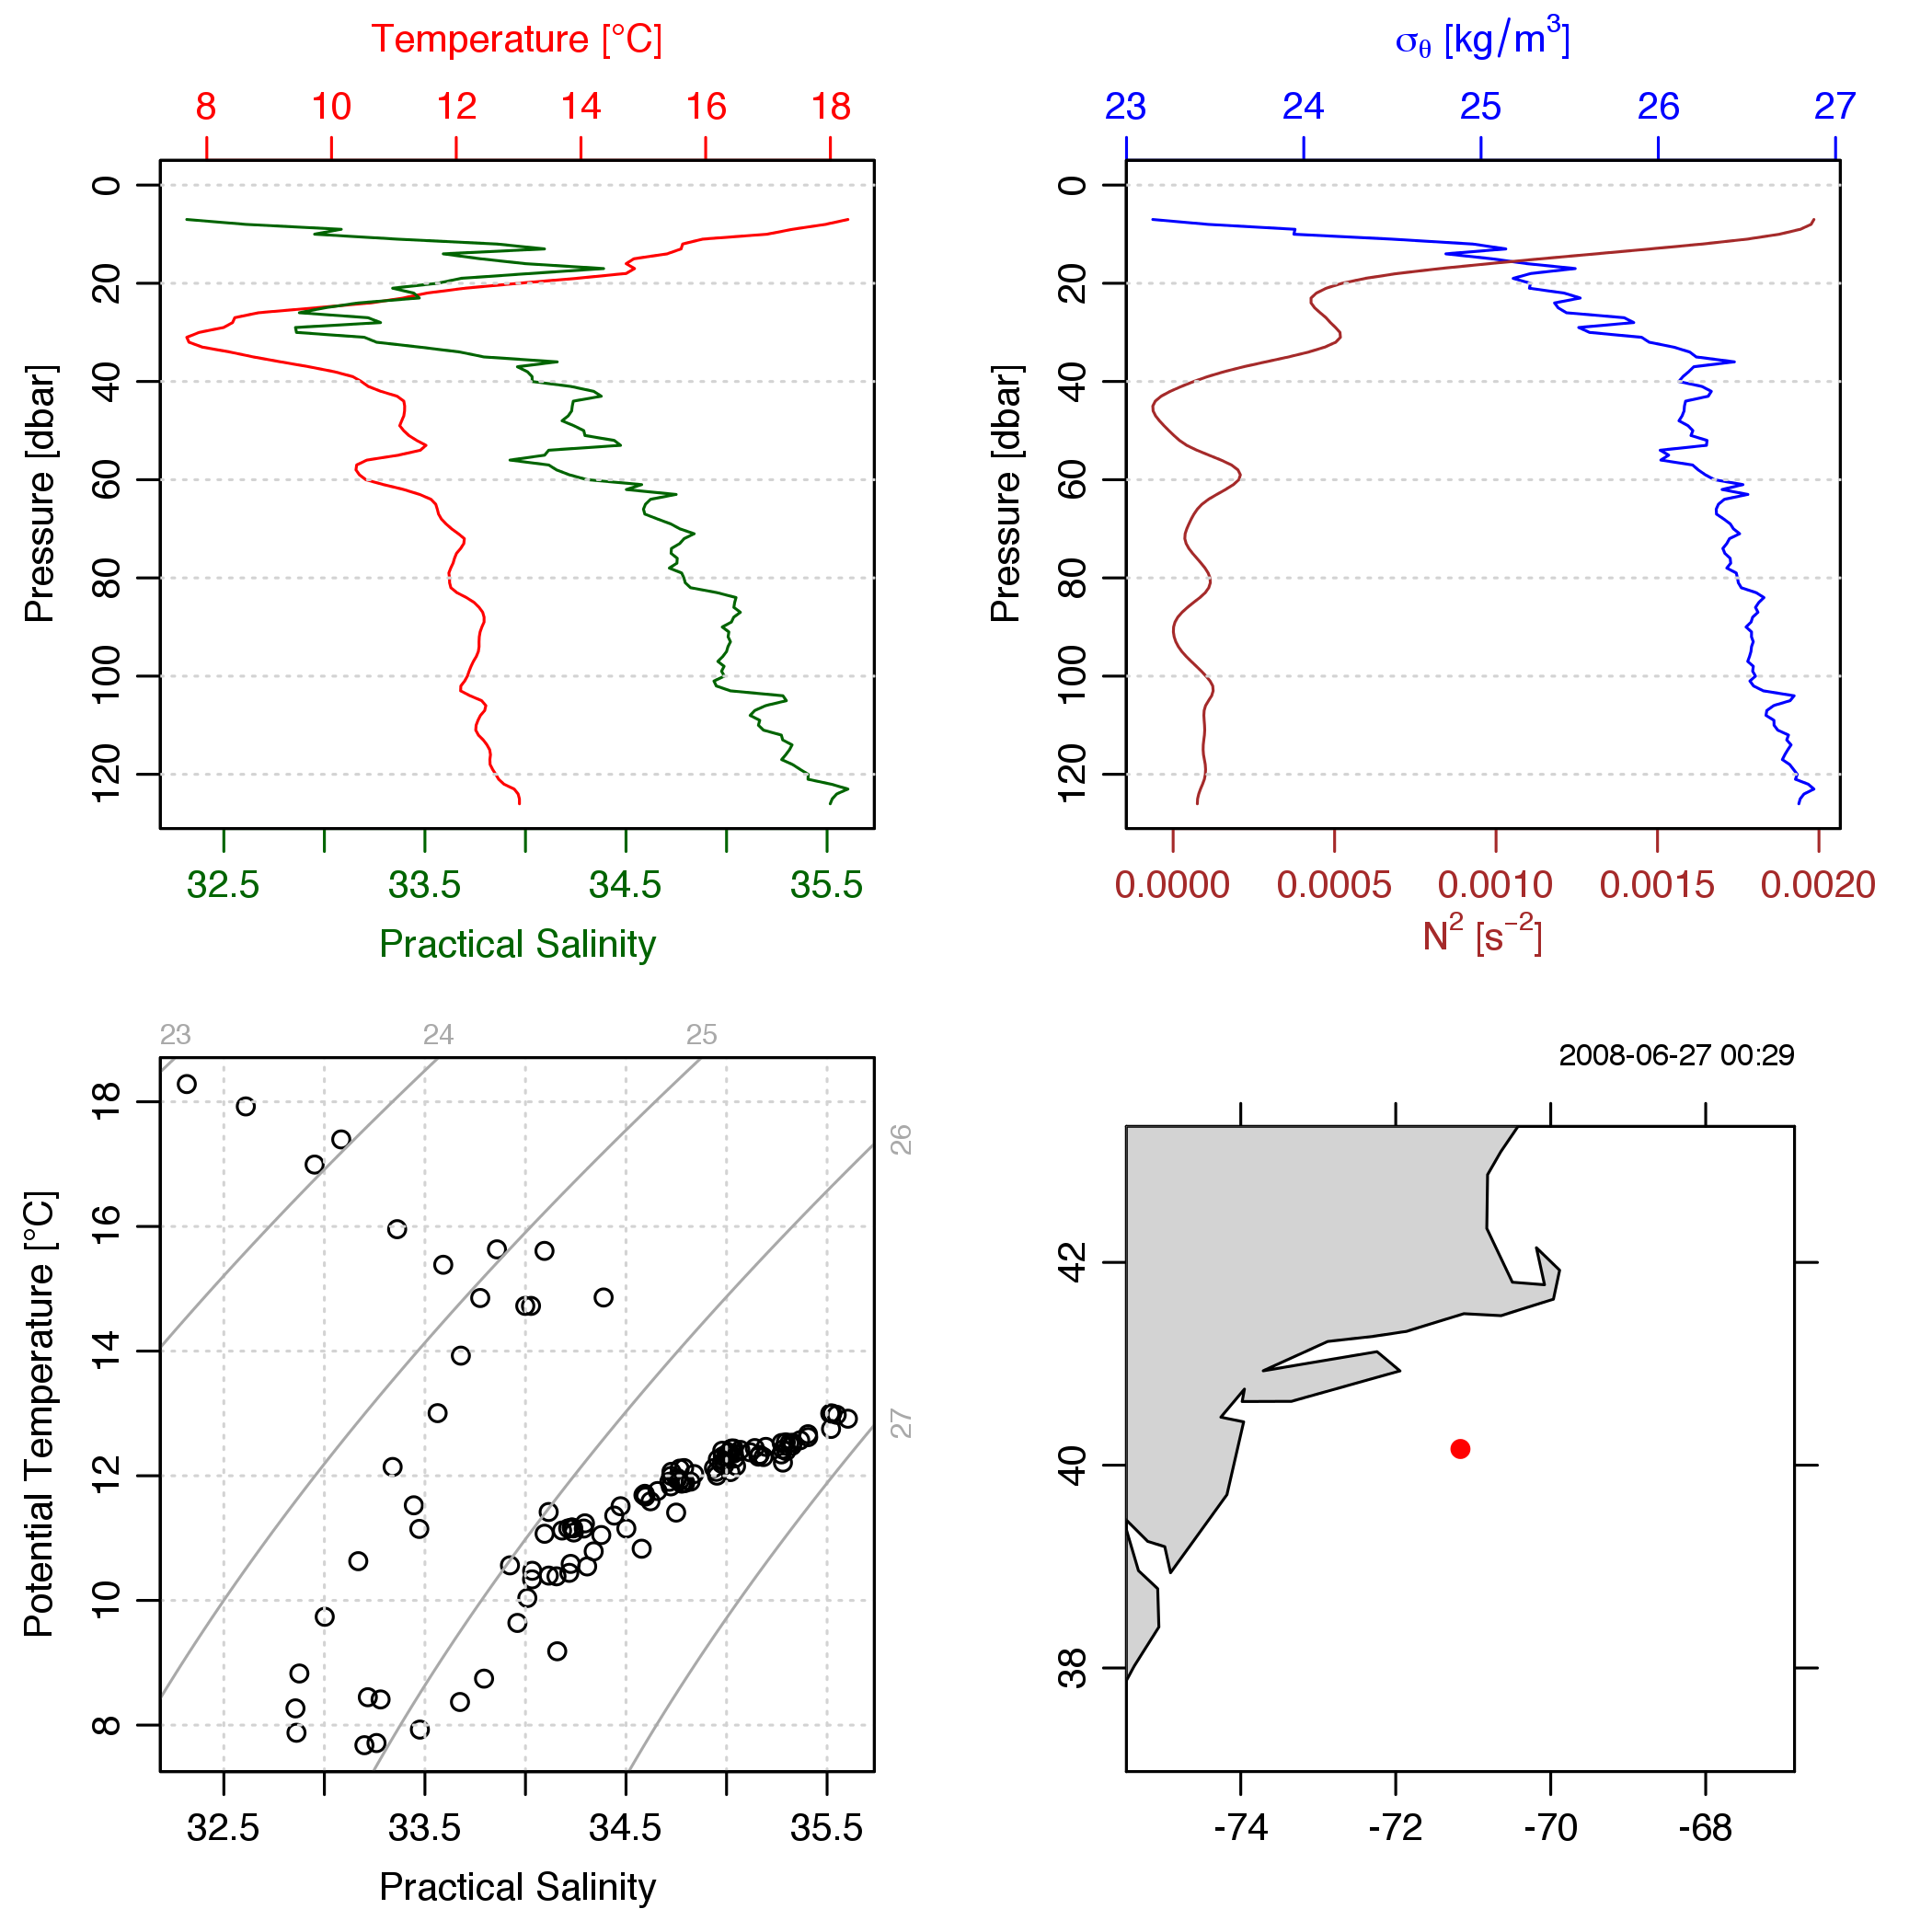 Temperature [°C]
8 10 12 14 16 18
Pressure [dbar]
0 20 40 60 80 100 120
32.5 33.5 34.5 35.5
Practical Salinity
σθ [kg/m³]
23 24 25 26 27
Pressure [dbar]
0 20 40 60 80 100 120
0.0000 0.0005 0.0010 0.0015 0.0020
N² [s⁻²]
23 24 25
26
27
Potential Temperature [°C]
18 16 14 12 10 8
32.5 33.5 34.5 35.5
Practical Salinity
2008-06-27 00:29
42 40 38
-74 -72 -70 -68